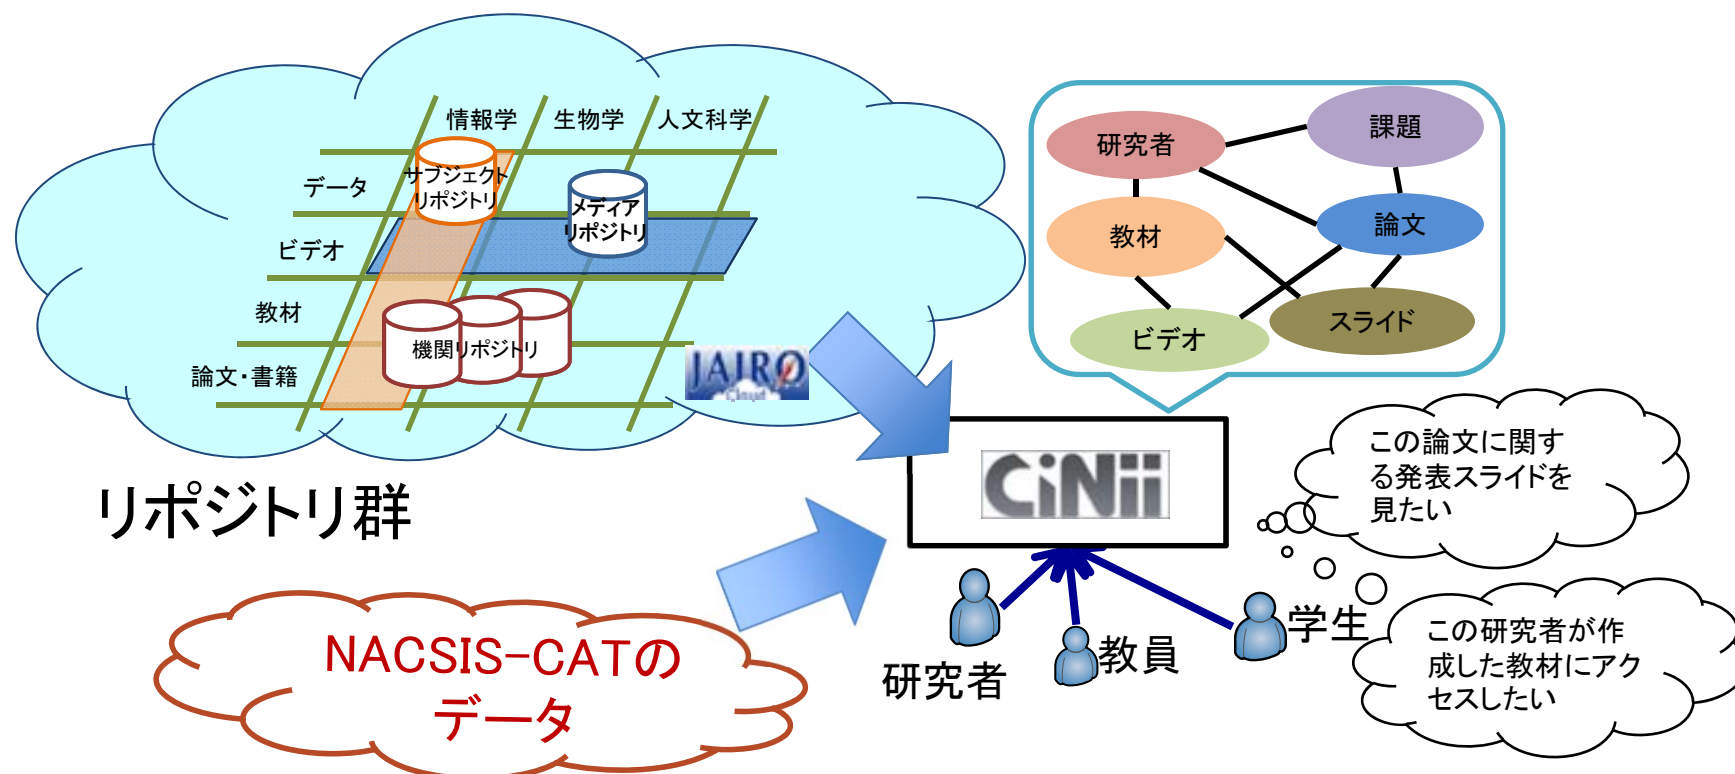 情報学
生物学
人文科学
データ
サブジェクト
リポジトリ
メディア
リポジトリ
ビデオ
教材
機関リポジトリ
論文・書籍
JAIRO
Cloud
リポジトリ群
NACSIS-CATの
データ
研究者
課題
教材
論文
ビデオ
スライド
CiNii
研究者
教員
学生
この論文に関す
る発表スライドを
見たい
この研究者が作
成した教材にアク
セスしたい